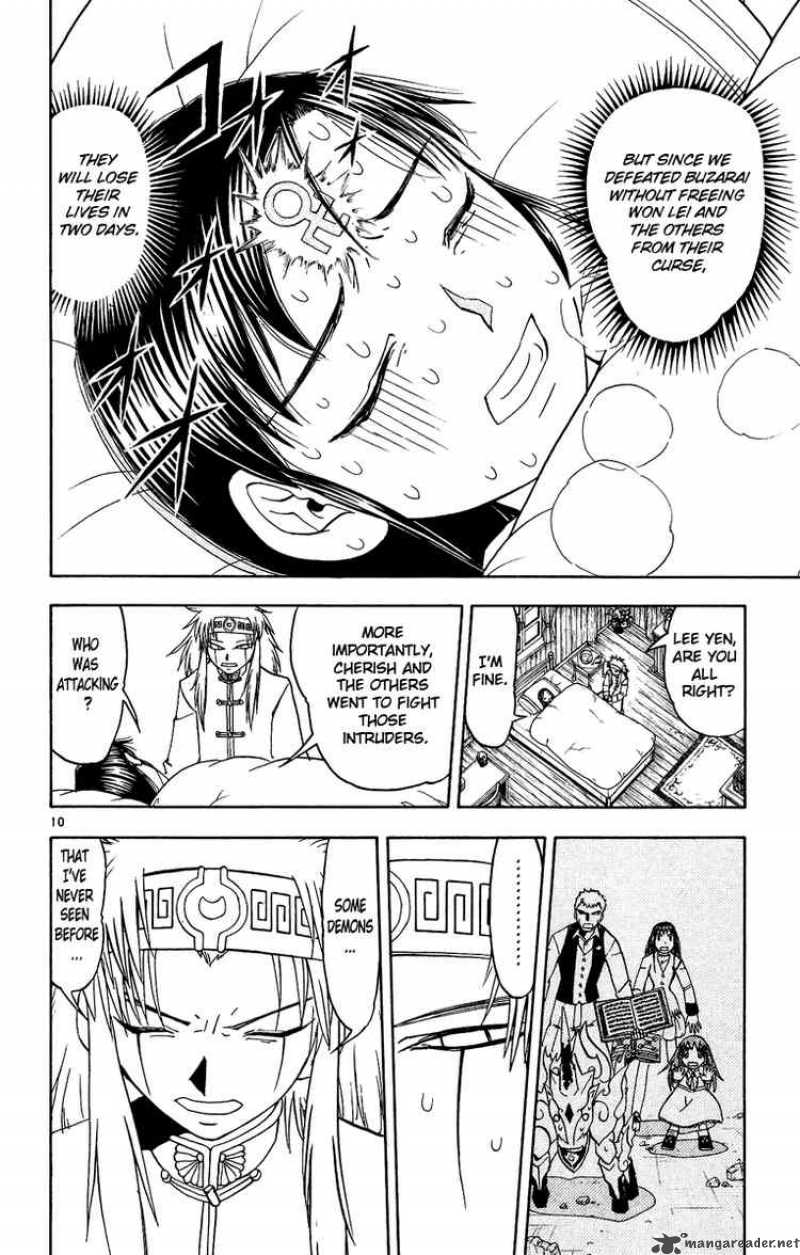 BUT SINCE WE
DEFEATED BUZARAI
WITHOUT FREEING
WON LEI AND
THE OTHERS
FROM THEIR
CURSE,
THEY
WILL LOSE
THEIR
LIVES IN
TWO DAYS.
LEE YEN,
ARE YOU
ALL
RIGHT?
I'M
FINE.
MORE
IMPORTANTLY,
CHERISH AND
THE OTHERS
WENT TO FIGHT
THOSE
INTRUDERS.
WHO
WAS
ATTACKING
?
10
.........
SOME
DEMONS
...
THAT
I'VE
NEVER
SEEN
BEFORE
...
mangareader.net